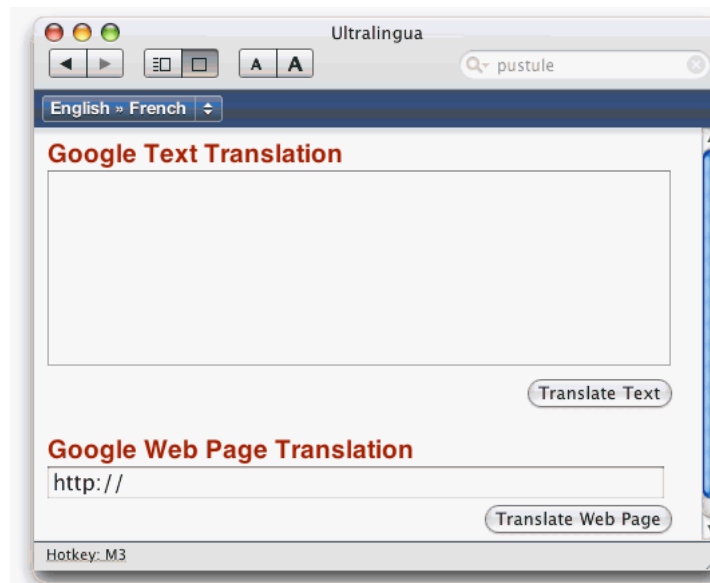 Ultralingua
A A pustule
English » French
Google Text Translation
Translate Text
Google Web Page Translation
http://
Translate Web Page
Hotkey: M3